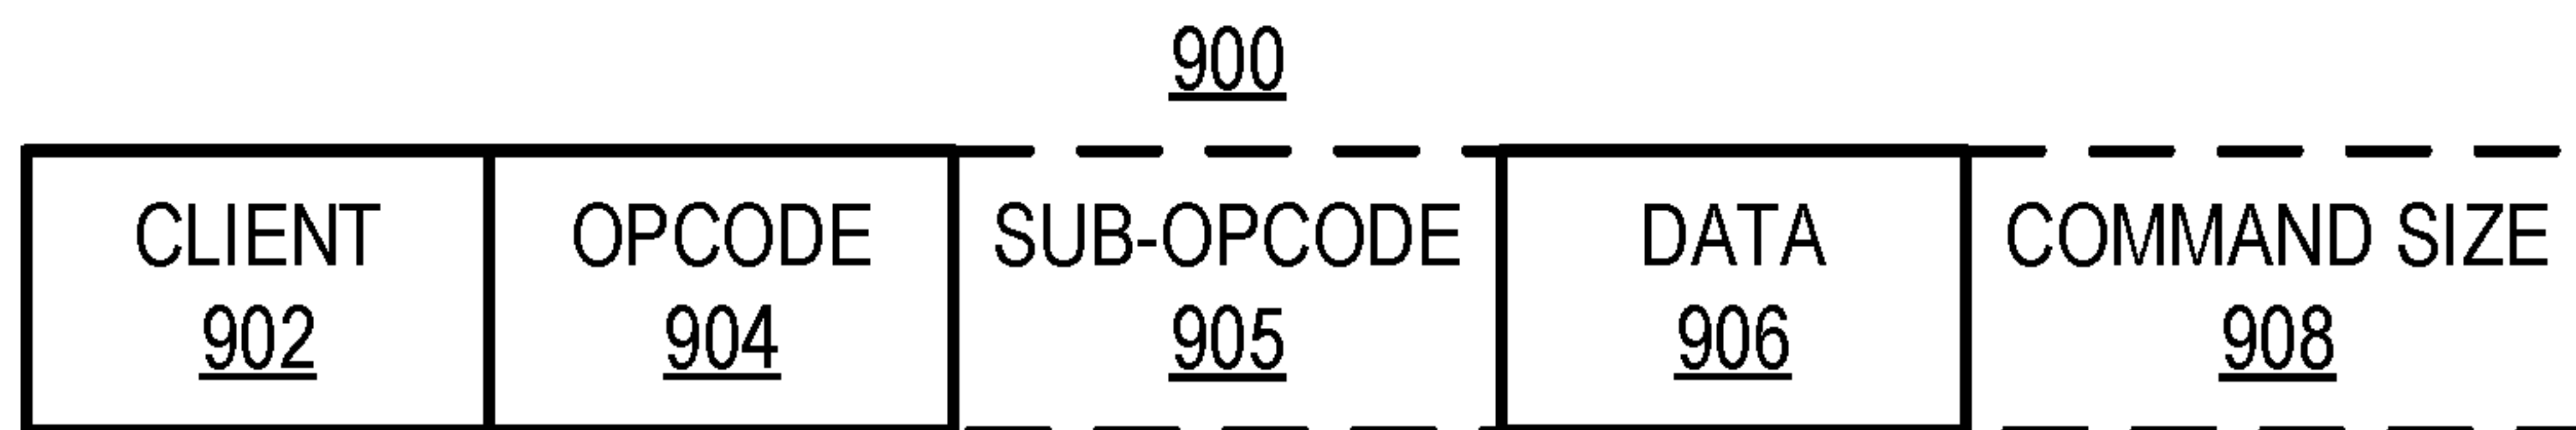 900
CLIENT OPCODE SUB-OPCODE DATA COMMAND SIZE
902 904 905 906 908